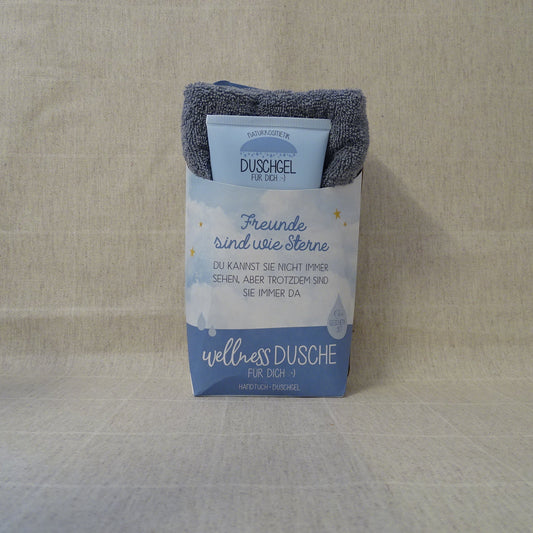 NATURKOSMETIK
DUSCHGEL
FÜR DICH :-)
Freunde
sind wie Sterne
DU KANNST SIE NICHT IMMER
SEHEN, ABER TROTZDEM SIND
SIE IMMER DA
wellness DUSCHE
FÜR DICH :-)
HANDTUCH + DUSCHGEL